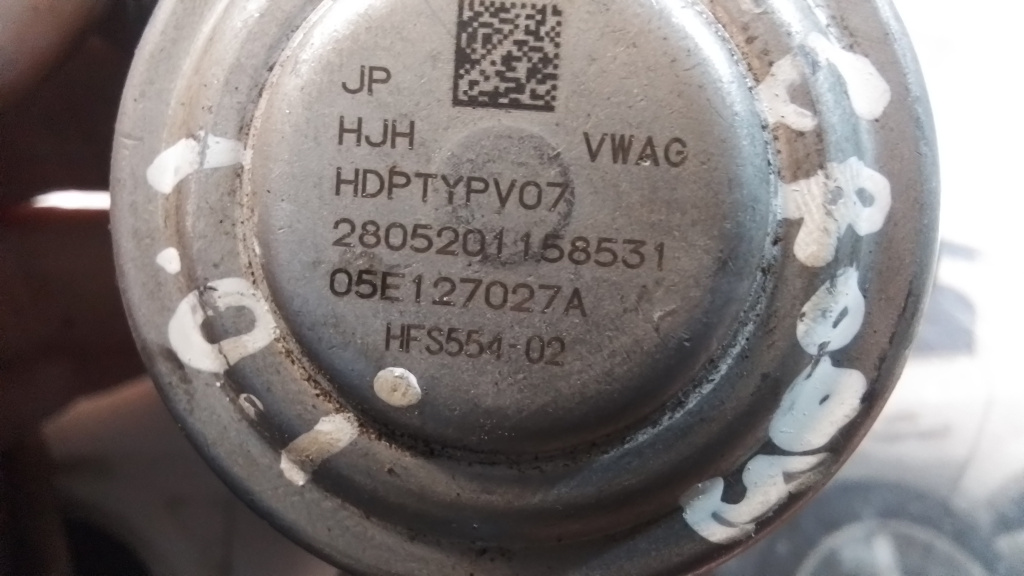 JP
HJH VWAG
HDPTYPV07
2805201158531
05E127027A
HFS554-02